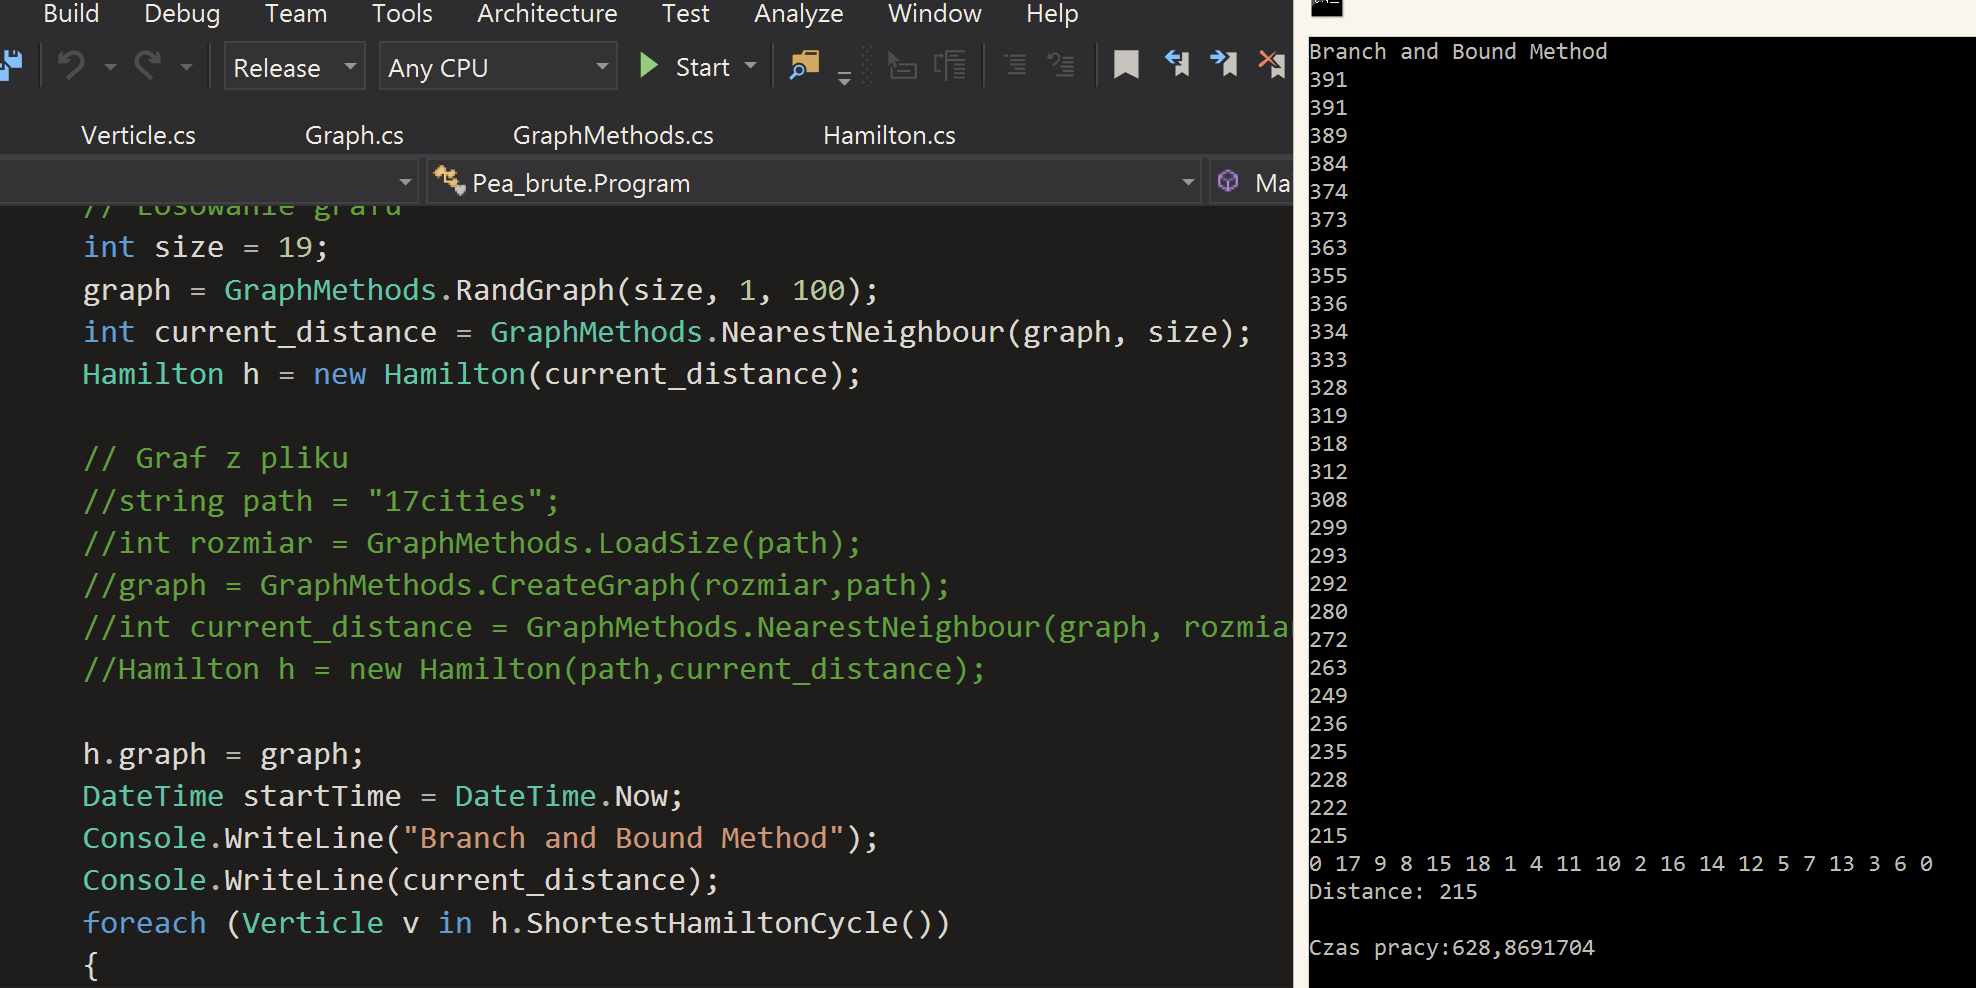 Build Debug Team Tools Architecture Test Analyze Window Help
Release Any CPU Start
Verticle.cs Graph.cs GraphMethods.cs Hamilton.cs
Pea_brute.Program Mai
// Losowanie grafu
int size = 19;
graph = GraphMethods.RandGraph(size, 1, 100);
int current_distance = GraphMethods.NearestNeighbour(graph, size);
Hamilton h = new Hamilton(current_distance);
// Graf z pliku
//string path = "17cities";
//int rozmiar = GraphMethods.LoadSize(path);
//graph = GraphMethods.CreateGraph(rozmiar,path);
//int current_distance = GraphMethods.NearestNeighbour(graph, rozmiar
//Hamilton h = new Hamilton(path,current_distance);
h.graph = graph;
DateTime startTime = DateTime.Now;
Console.WriteLine("Branch and Bound Method");
Console.WriteLine(current_distance);
foreach (Verticle v in h.ShortestHamiltonCycle())
{
Branch and Bound Method
391
391
389
384
374
373
363
355
336
334
333
328
319
318
312
308
299
293
292
280
272
263
249
236
235
228
222
215
0 17 9 8 15 18 1 4 11 10 2 16 14 12 5 7 13 3 6 0
Distance: 215
Czas pracy:628,8691704